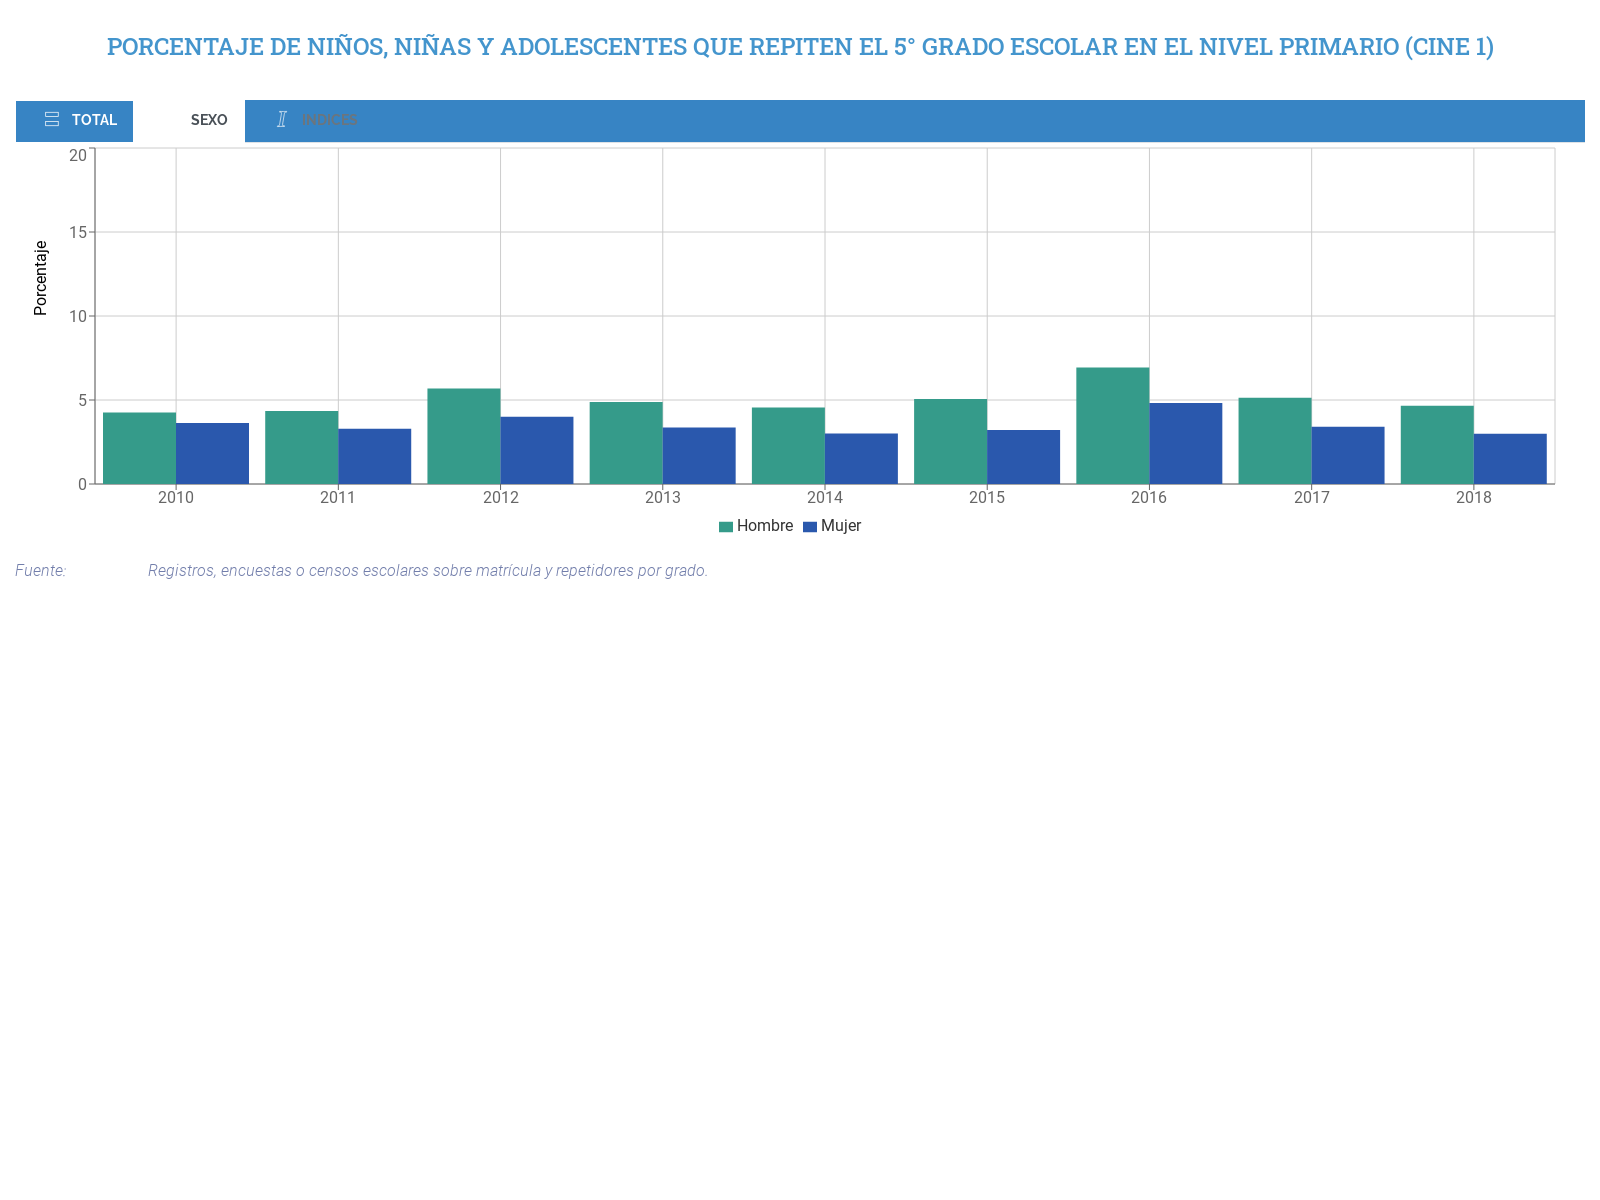 PORCENTAJE DE NIÑOS, NIÑAS Y ADOLESCENTES QUE REPITEN EL 5° GRADO ESCOLAR EN EL NIVEL PRIMARIO (CINE 1)
TOTAL SEXO INDICES
20
15
10
5
0
Porcentaje
2010 2011 2012 2013 2014 2015 2016 2017 2018
Hombre Mujer
Fuente: Registros, encuestas o censos escolares sobre matrícula y repetidores por grado.